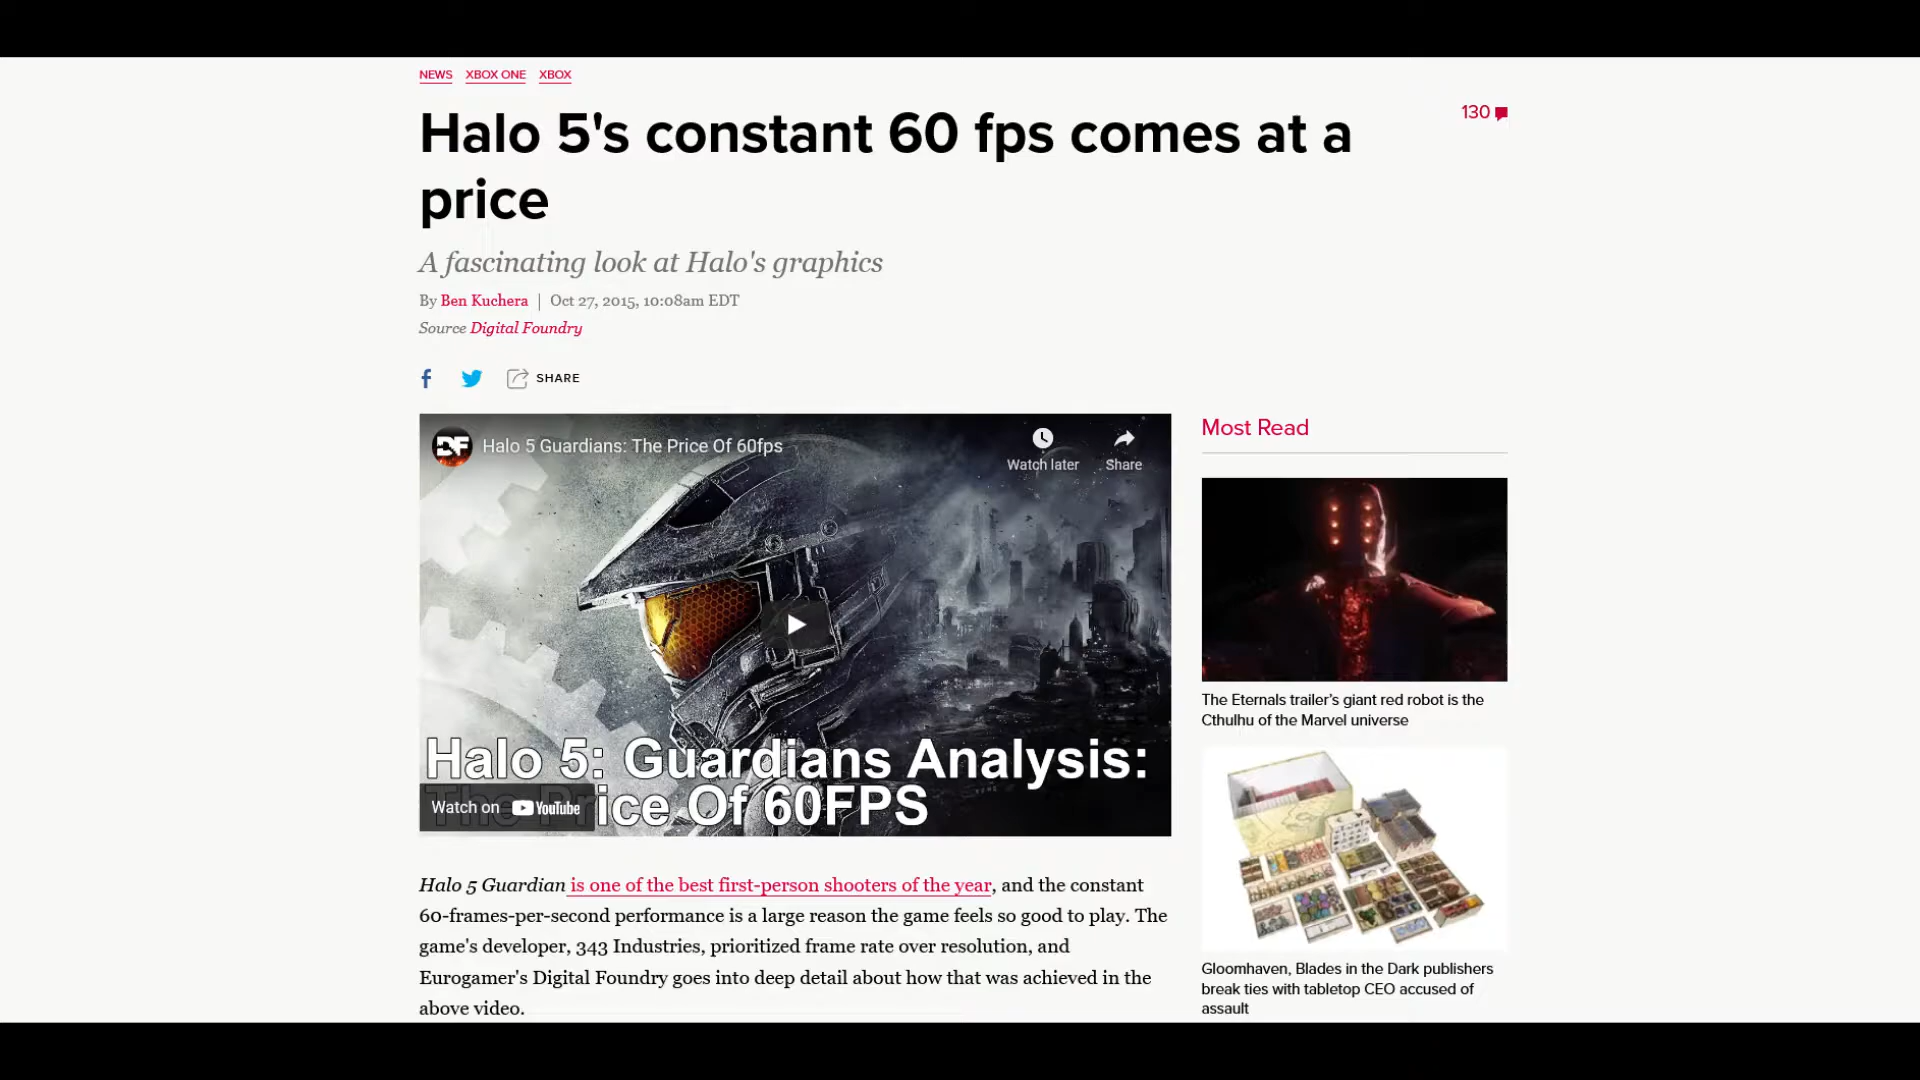 NEWS XBOX ONE XBOX
Halo 5's constant 60 fps comes at a
price
130
A fascinating look at Halo's graphics
By Ben Kuchera | Oct 27, 2015, 10:08am EDT
Source Digital Foundry
SHARE
DF Halo 5 Guardians: The Price Of 60fps
Watch later Share
Halo 5: Guardians Analysis:
The Price Of 60FPS
Watch on YouTube
Halo 5 Guardian is one of the best first-person shooters of the year, and the constant
60-frames-per-second performance is a large reason the game feels so good to play. The
game's developer, 343 Industries, prioritized frame rate over resolution, and
Eurogamer's Digital Foundry goes into deep detail about how that was achieved in the
above video.
Most Read
The Eternals trailer’s giant red robot is the
Cthulhu of the Marvel universe
Gloomhaven, Blades in the Dark publishers
break ties with tabletop CEO accused of
assault